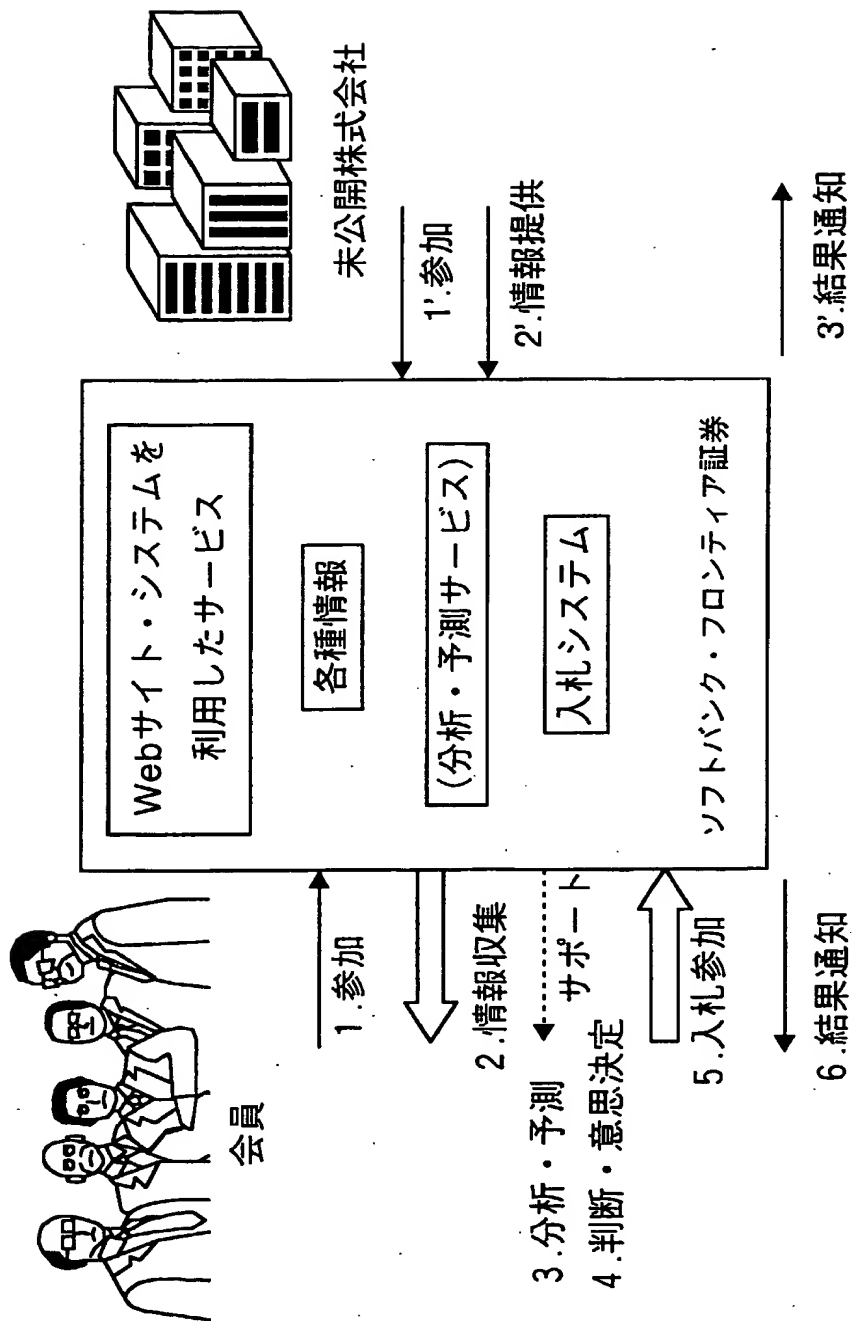 会員
1.参加
2.情報収集
サポート
3.分析・予測
4.判断・意思決定
5.入札参加
6.結果通知
Webサイト・システムを
利用したサービス
各種情報
(分析・予測サービス)
入札システム
ソフトバンク・フロンティア証券
未公開株式会社
1'.参加
2'.情報提供
3'.結果通知